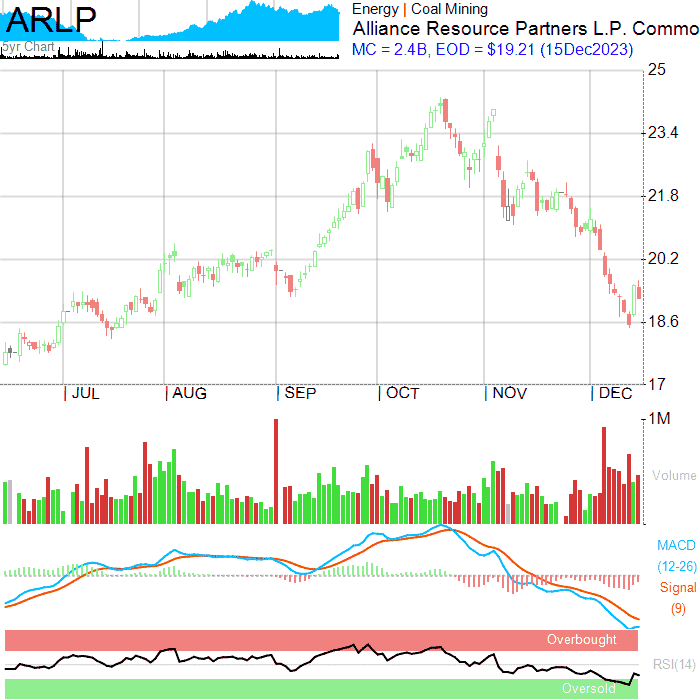 ARLP
5yr Chart
Energy | Coal Mining
Alliance Resource Partners L.P. Commo
MC = 2.4B, EOD = $19.21 (15Dec2023)
25
23.4
21.8
20.2
18.6
17
| JUL | AUG | SEP | OCT | NOV | DEC
1M
Volume
MACD
(12-26)
Signal
(9)
Overbought
RSI(14)
Oversold